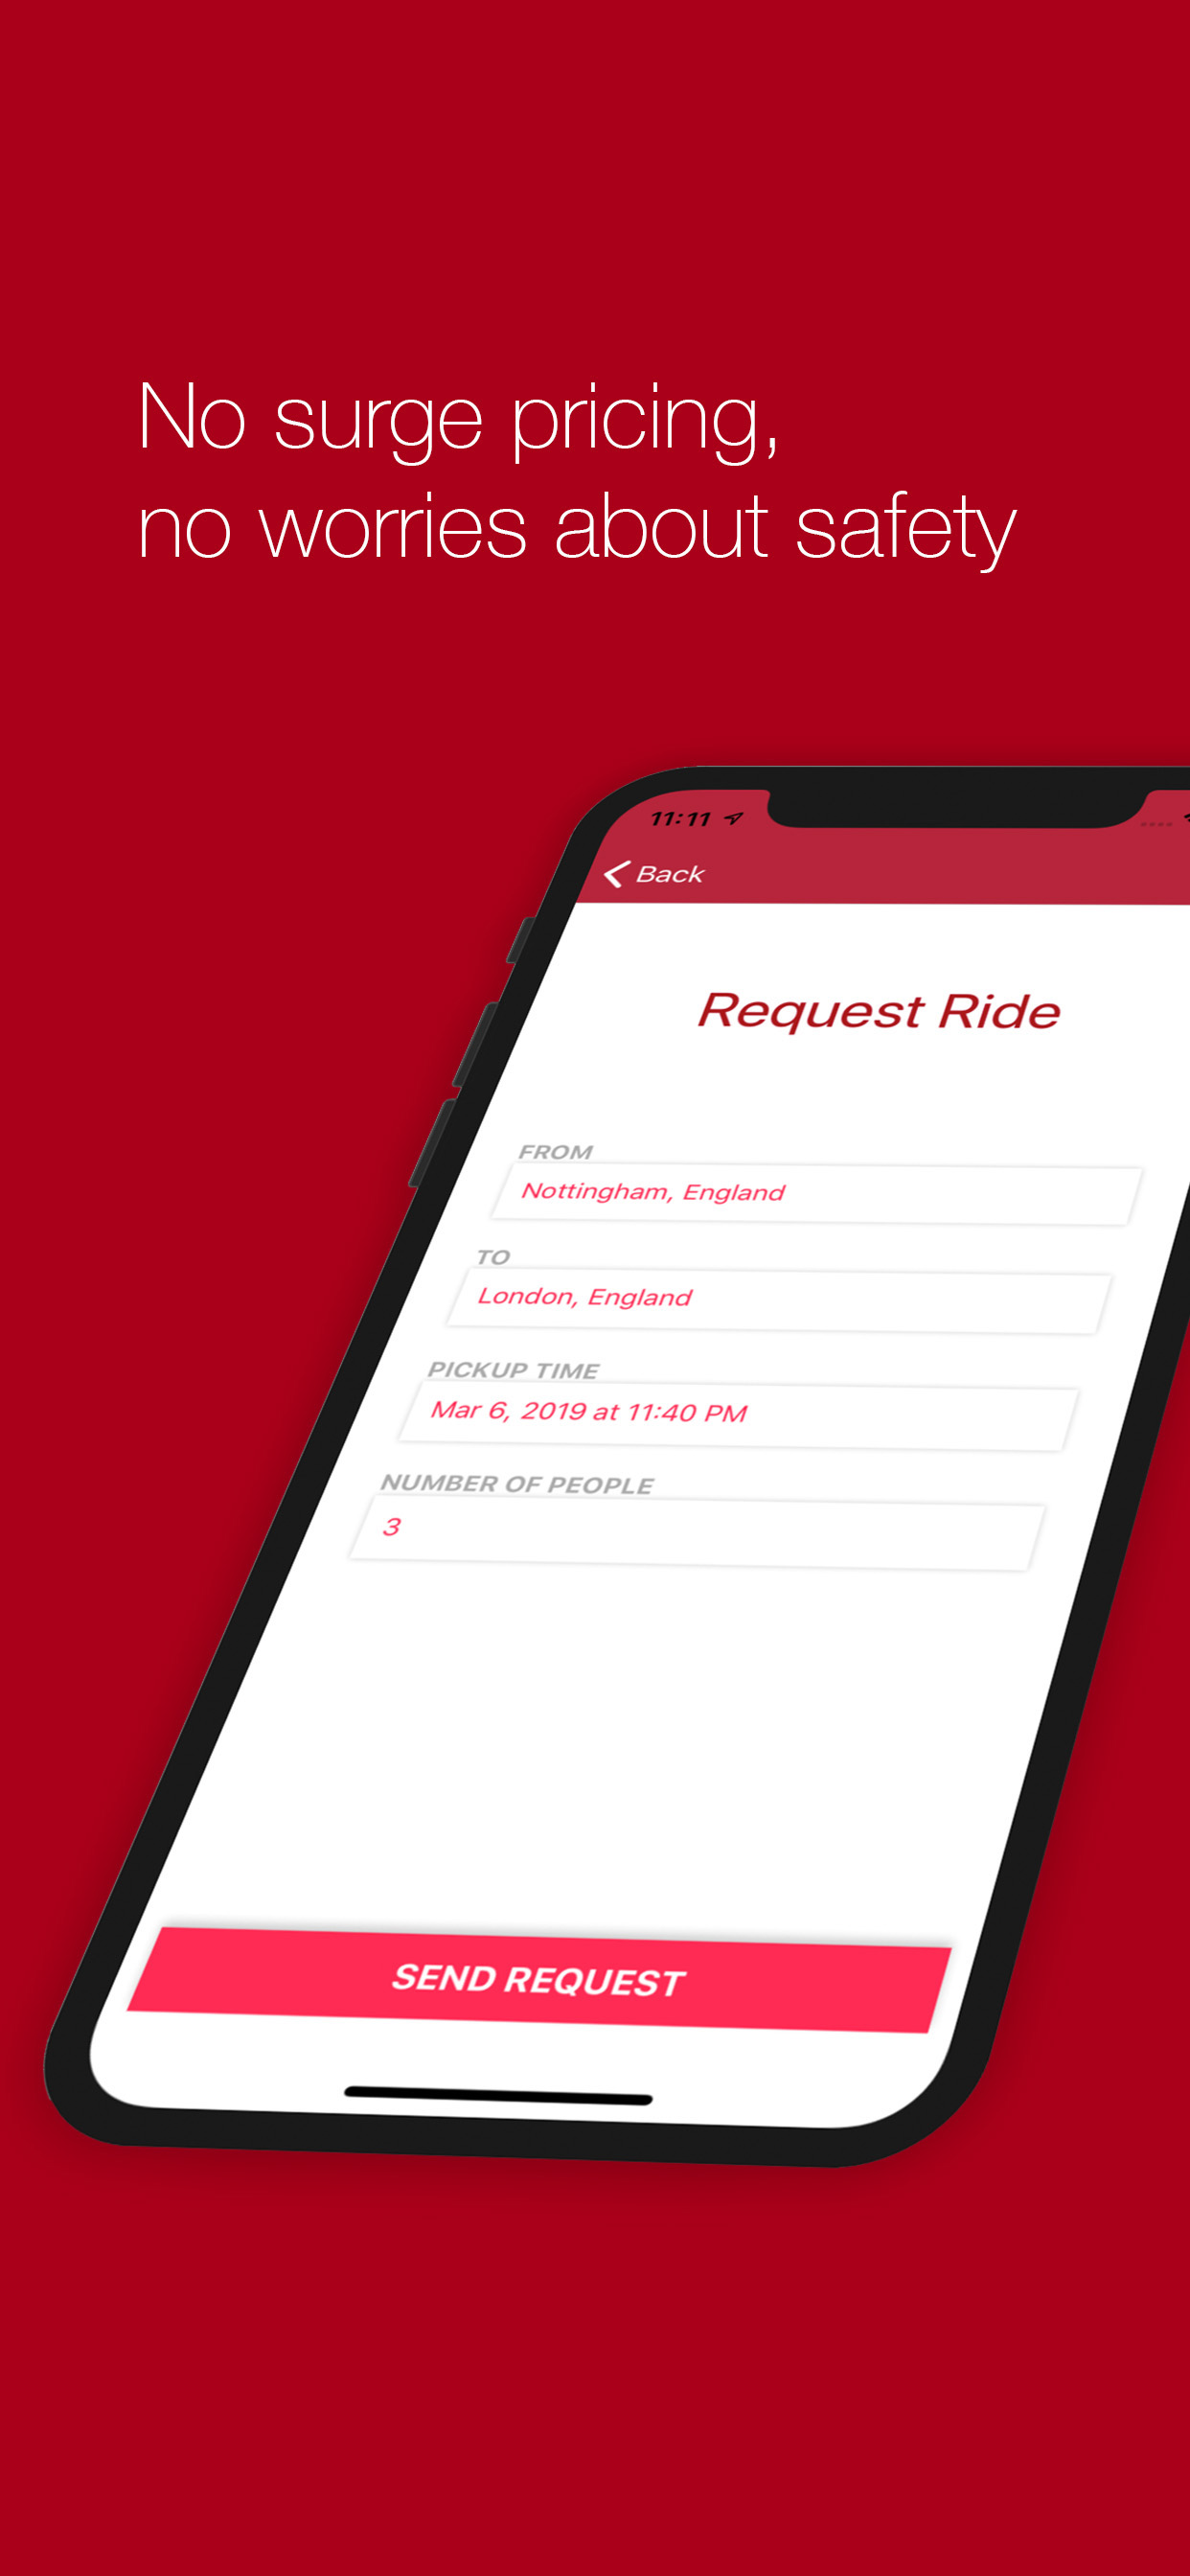 No surge pricing,
no worries about safety
11:11
Back
Request Ride
FROM
Nottingham, England
TO
London, England
PICKUP TIME
Mar 6, 2019 at 11:40 PM
NUMBER OF PEOPLE
3
SEND REQUEST